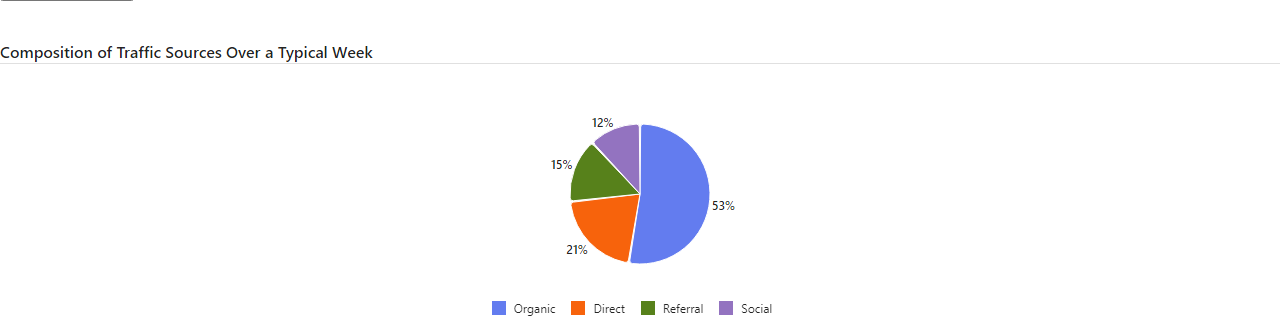 Composition of Traffic Sources Over a Typical Week
12%
15%
53%
21%
Organic Direct Referral Social